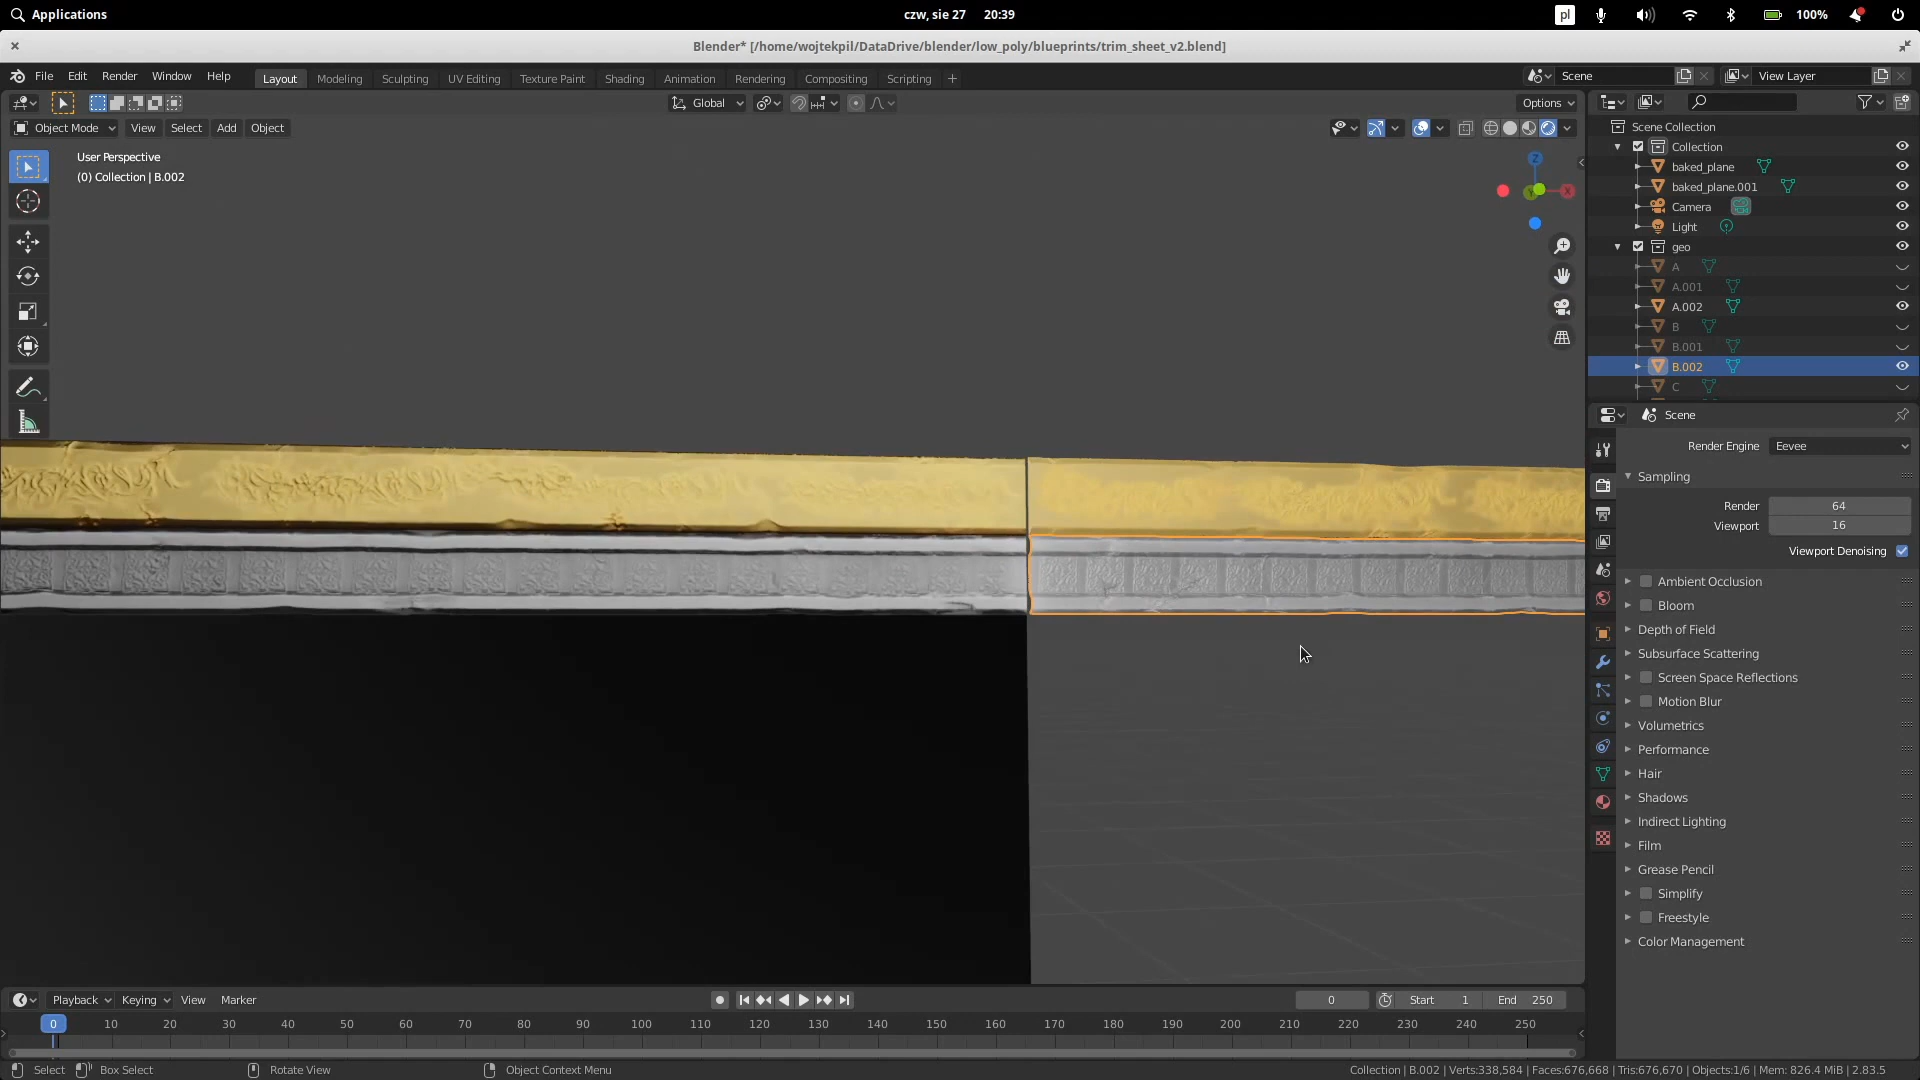 Applications
czw, sie 27 20:39
pl
100%
Blender* [/home/wojtekpil/DataDrive/blender/low_poly/blueprints/trim_sheet_v2.blend]
File Edit Render Window Help
Layout Modeling Sculpting UV Editing Texture Paint Shading Animation Rendering Compositing Scripting +
Scene
View Layer
Global
Options
Object Mode View Select Add Object
User Perspective
(0) Collection | B.002
Z
X
Y
Scene Collection
Collection
baked_plane
baked_plane.001
Camera
Light
geo
A
A.001
A.002
B
B.001
B.002
C
Scene
Render Engine Eevee
Sampling
Render 64
Viewport 16
Viewport Denoising
Ambient Occlusion
Bloom
Depth of Field
Subsurface Scattering
Screen Space Reflections
Motion Blur
Volumetrics
Performance
Hair
Shadows
Indirect Lighting
Film
Grease Pencil
Simplify
Freestyle
Color Management
Playback Keying View Marker
0
Start 1
End 250
0 10 20 30 40 50 60 70 80 90 100 110 120 130 140 150 160 170 180 190 200 210 220 230 240 250
Select Box Select Rotate View Object Context Menu
Collection | B.002 | Verts:338,584 | Faces:676,668 | Tris:676,670 | Objects:1/6 | Mem: 826.4 MiB | 2.83.5